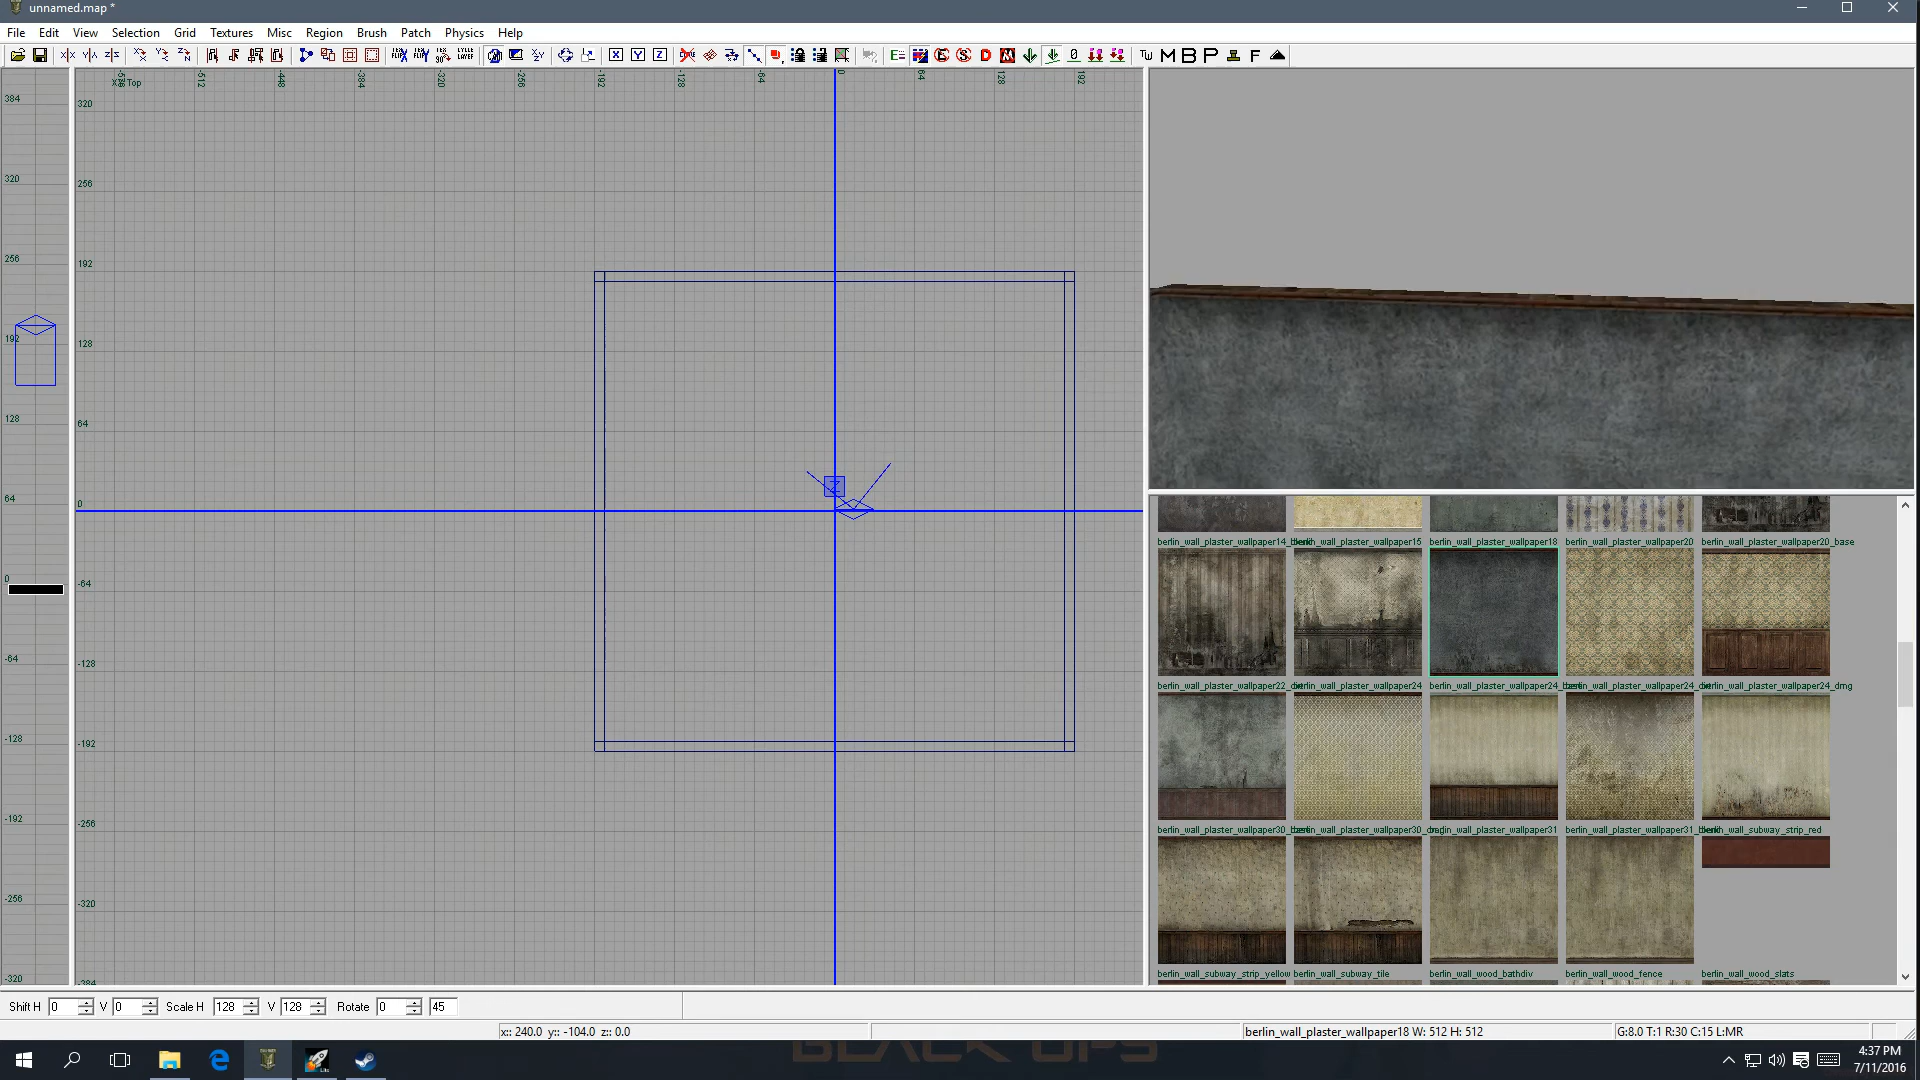 unnamed.map *
File Edit View Selection Grid Textures Misc Region Brush Patch Physics Help
M B P F
-512 -448 -384 -320 -256 -192 -128 -64 0 64 128 192
384
320
256
192
128
64
0
-64
-128
-192
-256
-320
320
256
192
128
64
0
-64
-128
-192
-256
-320
-384
Top
X Y Z
Z
berlin_wall_plaster_wallpaper15 berlin_wall_plaster_wallpaper18 berlin_wall_plaster_wallpaper20 berlin_wall_plaster_wallpaper20_base
berlin_wall_plaster_wallpaper24 berlin_wall_plaster_wallpaper24_dmg
berlin_wall_plaster_wallpaper31 berlin_wall_subway_strip_red
berlin_wall_subway_strip_yellow berlin_wall_subway_tile berlin_wall_wood_bathdiv berlin_wall_wood_fence berlin_wall_wood_slats
Shift H 0 V 0 Scale H 128 V 128 Rotate 0 45
x:: 240.0 y:: -104.0 z:: 0.0
berlin_wall_plaster_wallpaper18 W: 512 H: 512
G:8.0 T:1 R:30 C:15 L:MR
BLACK OPS
4:37 PM
7/11/2016